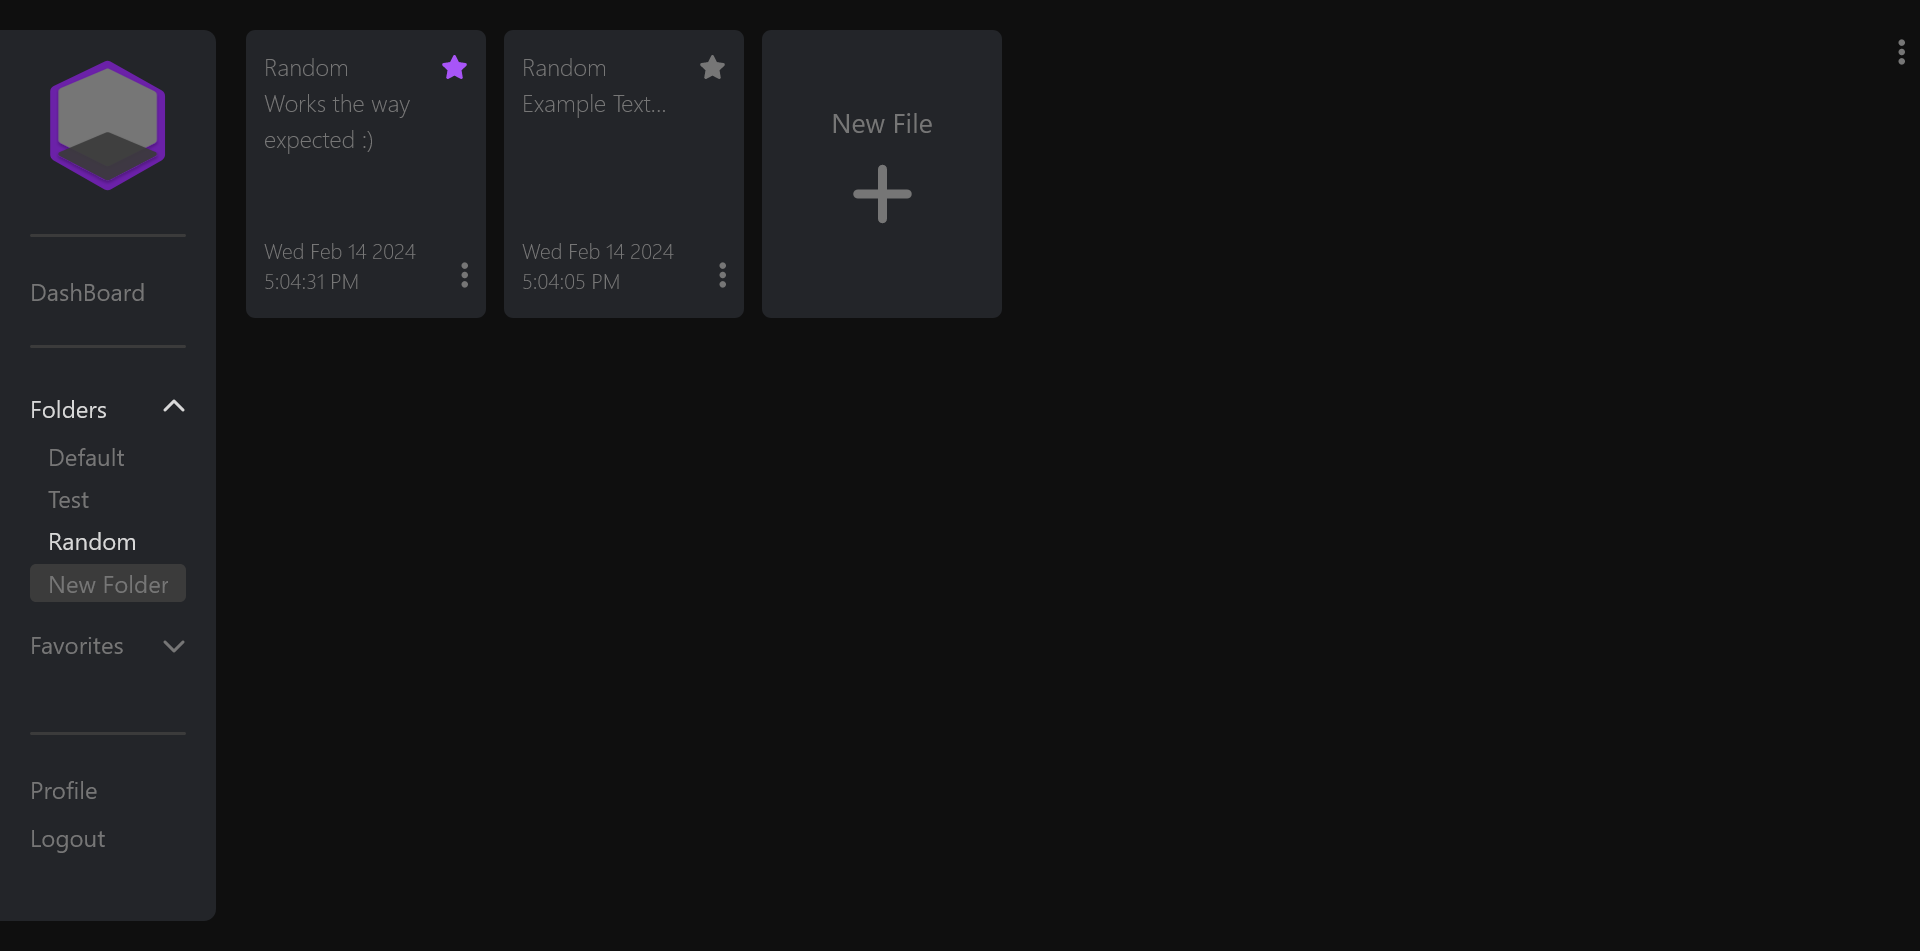 DashBoard
Folders
Default
Test
Random
New Folder
Favorites
Profile
Logout
Random
Works the way
expected :)
Wed Feb 14 2024
5:04:31 PM
Random
Example Text...
Wed Feb 14 2024
5:04:05 PM
New File